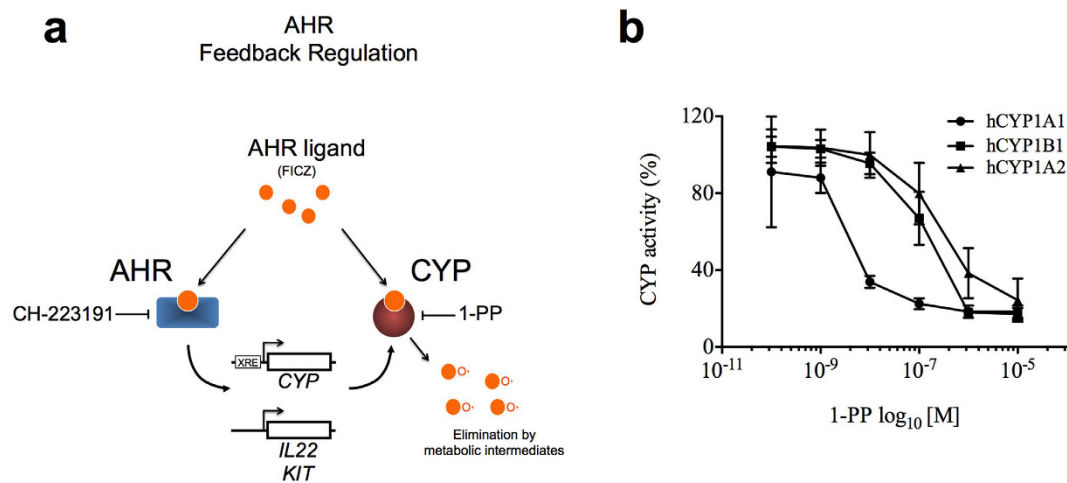 a
AHR
Feedback Regulation
AHR ligand
(FICZ)
AHR
CYP
CH-223191
1-PP
XRE
CYP
IL22
KIT
O·
O·
O·
O·
Elimination by
metabolic intermediates
b
120
80
40
0
CYP activity (%)
10-11
10-9
10-7
10-5
1-PP log10 [M]
hCYP1A1
hCYP1B1
hCYP1A2